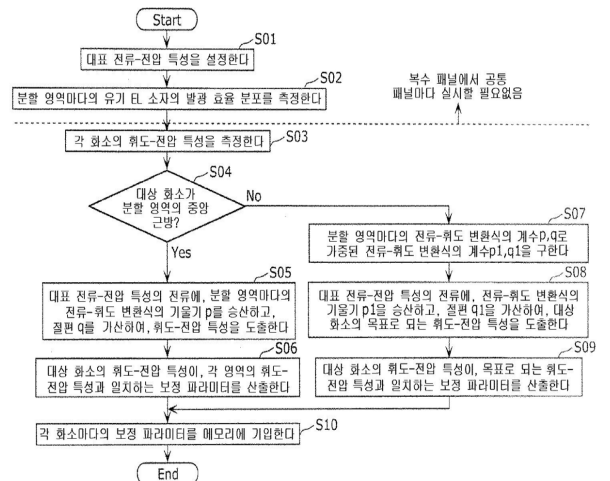 Start
S01
대표 전류-전압 특성을 설정한다
S02
분할 영역마다의 유기 EL 소자의 발광 효율 분포를 측정한다
복수 패널에서 공통
패널마다 실시할 필요없음
S03
각 화소의 휘도-전압 특성을 측정한다
S04
대상 화소가
분할 영역의 중앙
근방?
No
Yes
S07
분할 영역마다의 전류-휘도 변환식의 계수p,q로
가중된 전류-휘도 변환식의 계수p1,q1을 구한다
S05
대표 전류-전압 특성의 전류에, 분할 영역마다의
전류-휘도 변환식의 기울기 p를 승산하고,
절편 q를 가산하여, 휘도-전압 특성을 도출한다
S08
대표 전류-전압 특성의 전류에, 전류-휘도 변환식의
기울기 p1을 승산하고, 절편 q1을 가산하여, 대상
화소의 목표로 되는 휘도-전압 특성을 도출한다
S06
대상 화소의 휘도-전압 특성이, 각 영역의 휘도-
전압 특성과 일치하는 보정 파라미터를 산출한다
S09
대상 화소의 휘도-전압 특성이, 목표로 되는 휘도-
전압 특성과 일치하는 보정 파라미터를 산출한다
S10
각 화소마다의 보정 파라미터를 메모리에 기입한다
End